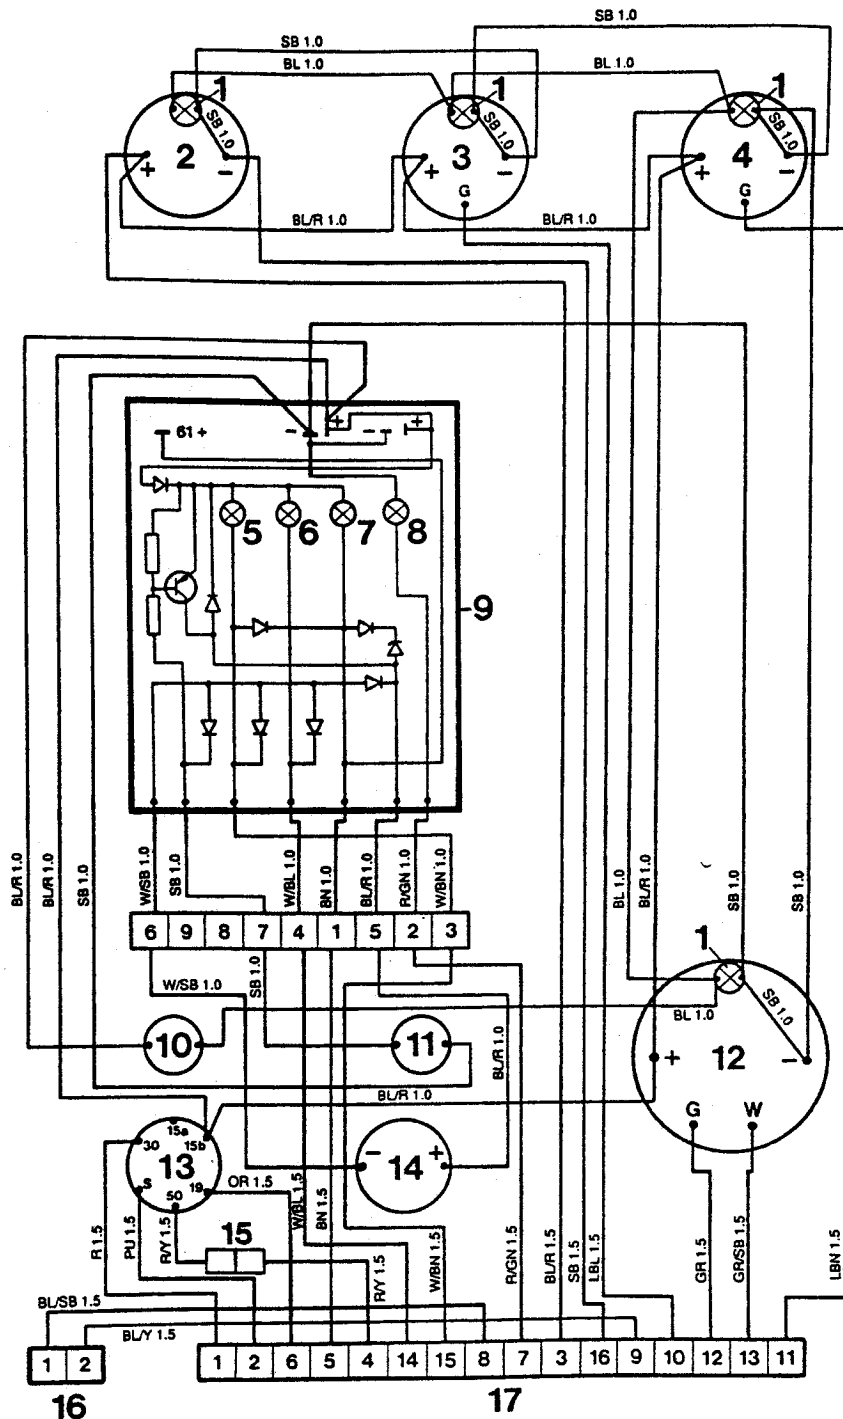 SB 1.0
SB 1.0
BL 1.0
BL 1.0
1
1
1
SB 1.0
SB 1.0
SB 1.0
2
3
4
+
-
+
-
+
-
G
G
BL/R 1.0
BL/R 1.0
-
+
-
+
61+
5
6
7
8
9
BL/R 1.0
BL/R 1.0
SB 1.0
W/SB 1.0
SB 1.0
W/BL 1.0
BN 1.0
BL/R 1.0
R/GN 1.0
W/BN 1.0
BL 1.0
BL/R 1.0
SB 1.0
SB 1.0
6 9 8 7 4 1 5 2 3
1
W/SB 1.0
SB 1.0
BL 1.0
SB 1.0
10
11
12
+
-
BL/R 1.0
BL/R 1.0
G
W
15a
30
15b
13
S
50
19
-
14
+
OR 1.5
R 1.5
PU 1.5
R/Y 1.5
15
W/BL 1.5
BN 1.5
R/Y 1.5
W/BN 1.5
R/GN 1.5
BL/R 1.5
SB 1.5
LBL 1.5
GR 1.5
GR/SB 1.5
LBN 1.5
BL/SB 1.5
BL/Y 1.5
1 2
1 2 6 5 4 14 15 8 7 3 16 9 10 12 13 11
16
17